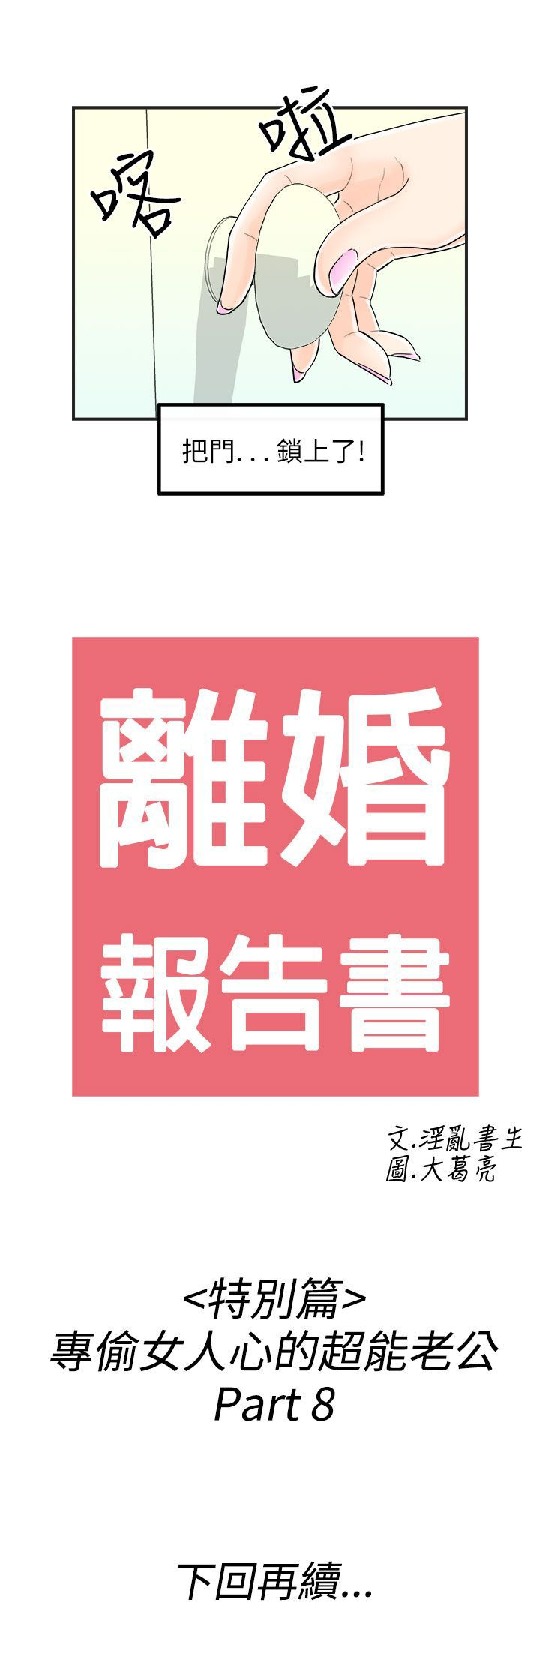 喀啦
把門...鎖上了!
離婚
報告書
文.淫亂書生
圖.大葛亮
<特別篇>
專偷女人心的超能老公
Part 8
下回再續...